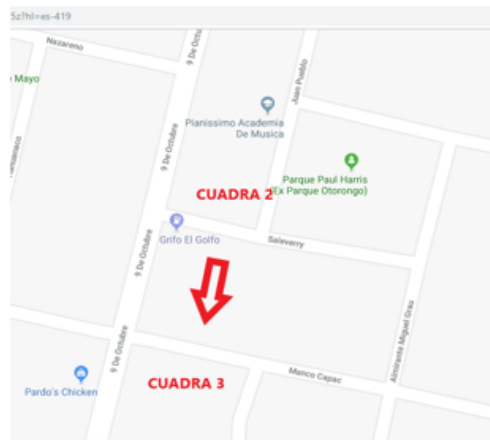 5z?hl=es-419
Nazareno
9 De Octu
Juan Pueblo
e Mayo
Pianissimo Academia
De Musica
9 De Octubre
Parque Paul Harris
(Ex Parque Otorongo)
CUADRA 2
Grifo El Golfo
Salaverry
9 De Octubre
Almirante Miguel Grau
9 De Octubre
Manco Capac
Pardo's Chicken
CUADRA 3